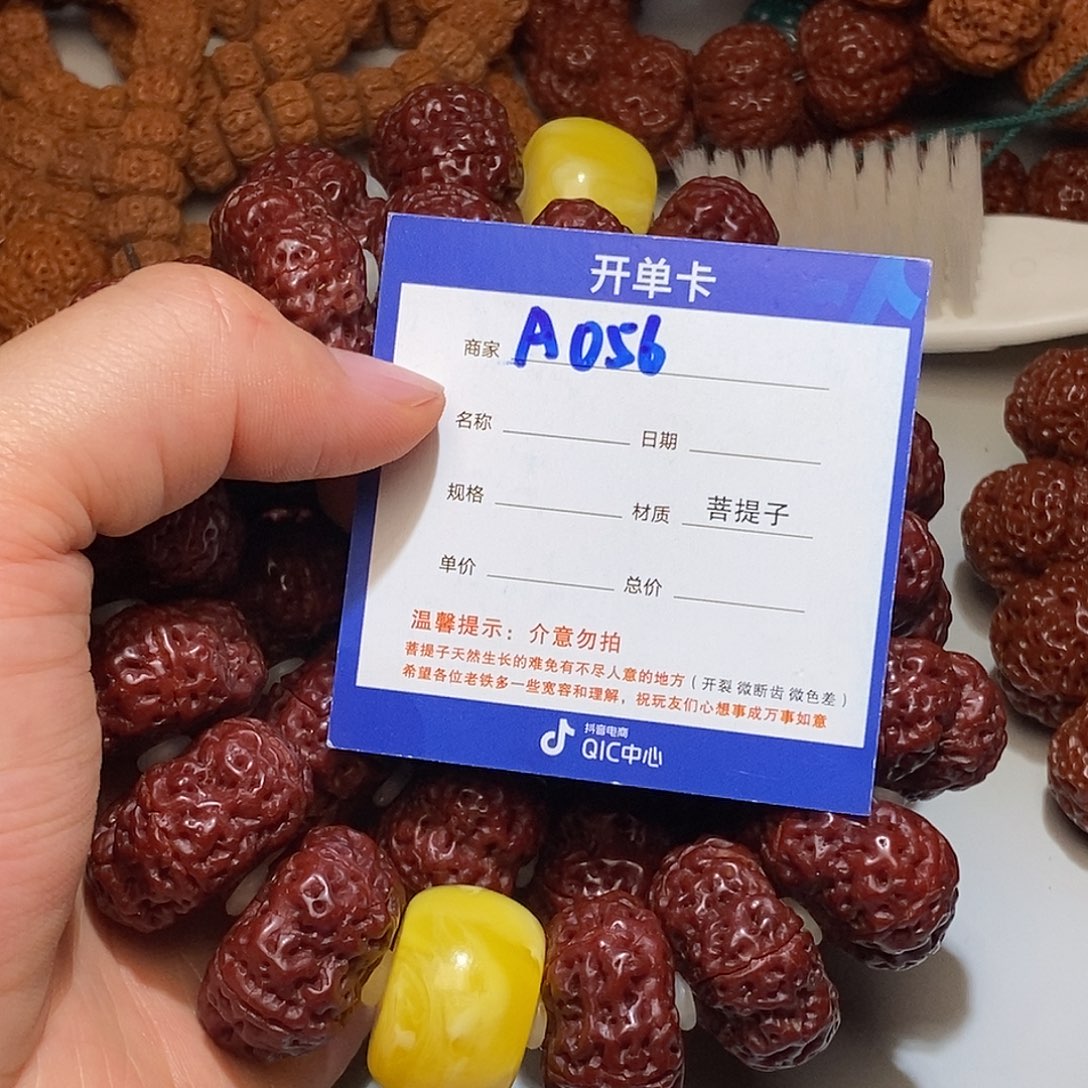 开单卡
商家 A056
名称 日期
规格 材质 菩提子
单价 总价
温馨提示：介意勿拍
菩提子天然生长的难免有不尽人意的地方（开裂 微断齿 微色差）
希望各位老铁多一些宽容和理解，祝玩友们心想事成万事如意
抖音电商
QIC中心